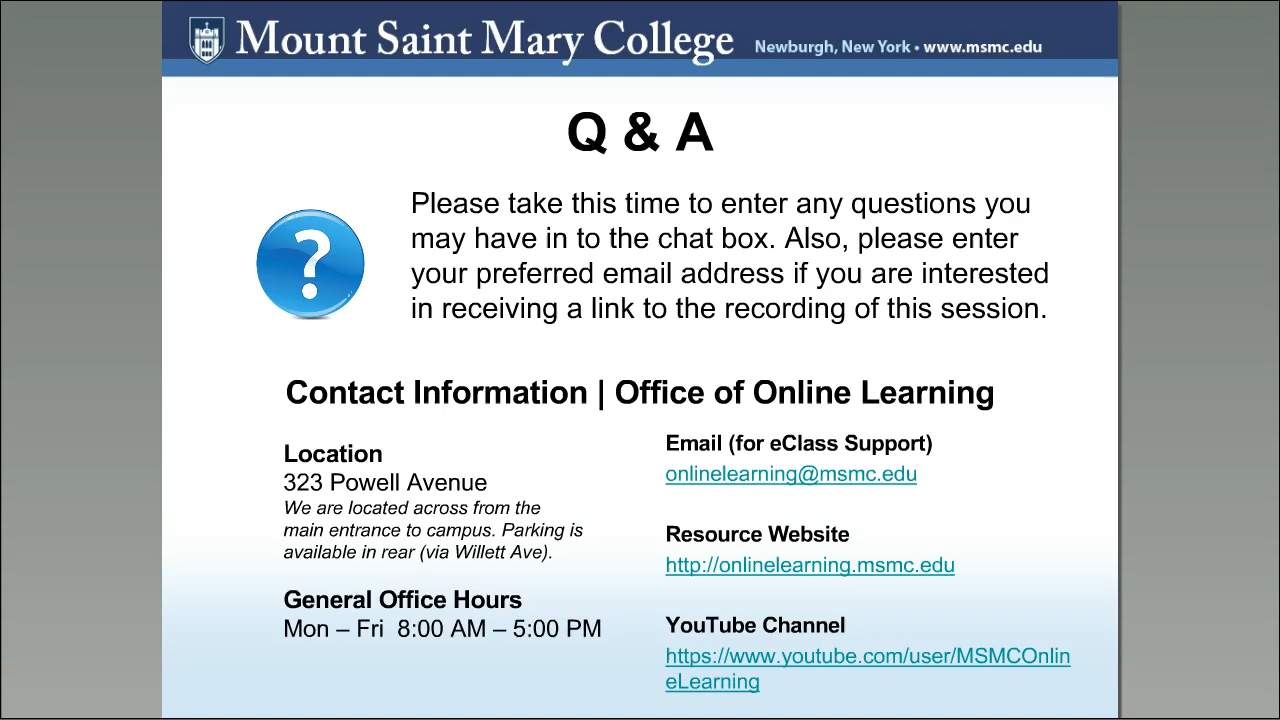 Mount Saint Mary College Newburgh, New York • www.msmc.edu
Q & A
?
Please take this time to enter any questions you
may have in to the chat box. Also, please enter
your preferred email address if you are interested
in receiving a link to the recording of this session.
Contact Information | Office of Online Learning
Location
323 Powell Avenue
We are located across from the
main entrance to campus. Parking is
available in rear (via Willett Ave).
General Office Hours
Mon – Fri 8:00 AM – 5:00 PM
Email (for eClass Support)
onlinelearning@msmc.edu
Resource Website
http://onlinelearning.msmc.edu
YouTube Channel
https://www.youtube.com/user/MSMCOnlin
eLearning